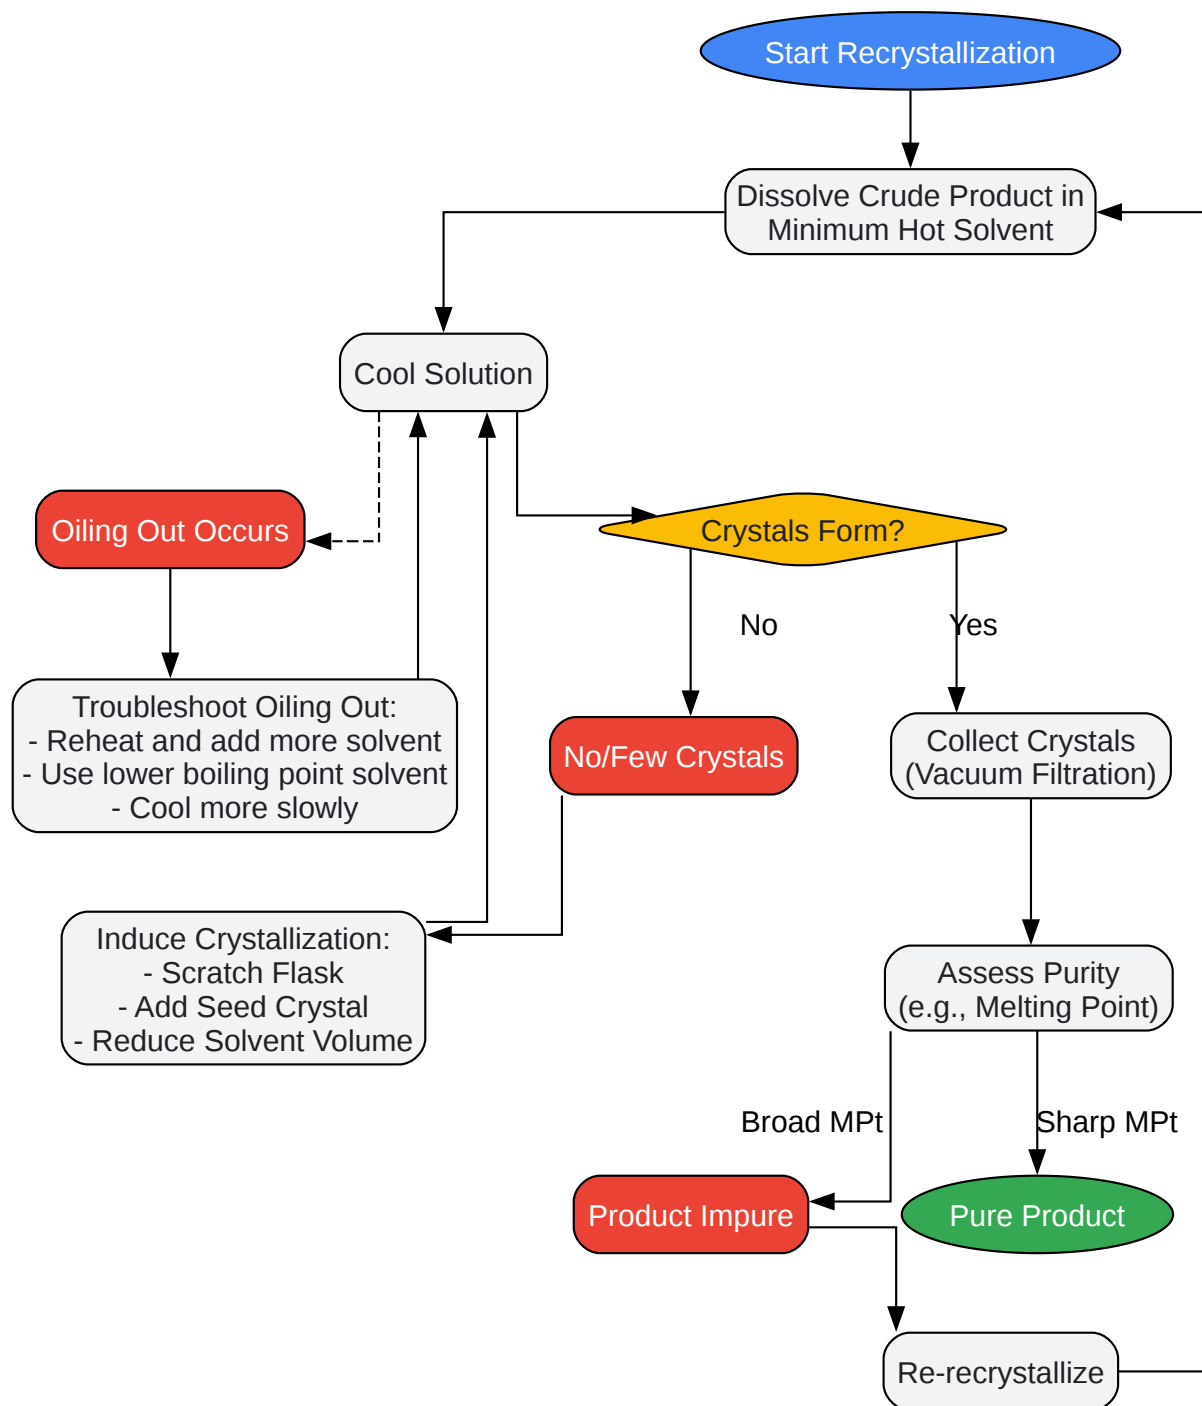 Start Recrystallization
Dissolve Crude Product in
Minimum Hot Solvent
Cool Solution
Oiling Out Occurs
Crystals Form?
No
Yes
Troubleshoot Oiling Out:
- Reheat and add more solvent
- Use lower boiling point solvent
- Cool more slowly
No/Few Crystals
Collect Crystals
(Vacuum Filtration)
Induce Crystallization:
- Scratch Flask
- Add Seed Crystal
- Reduce Solvent Volume
Assess Purity
(e.g., Melting Point)
Broad MPt
Sharp MPt
Product Impure
Pure Product
Re-recrystallize